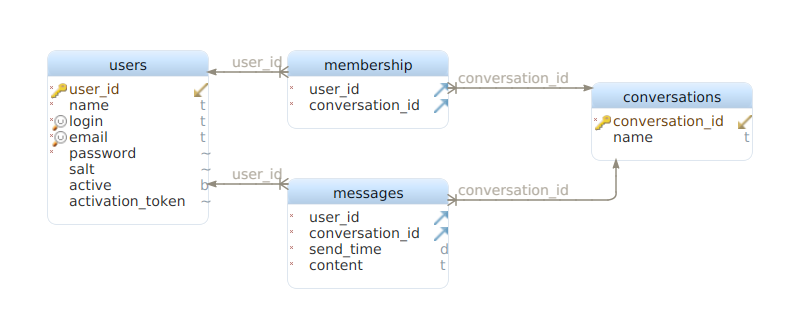 users
user_id
name t
login t
email t
password ~
salt ~
active b
activation_token ~
user_id
membership
user_id
conversation_id
conversation_id
conversations
conversation_id
name t
user_id
messages
user_id
conversation_id
send_time d
content t
conversation_id